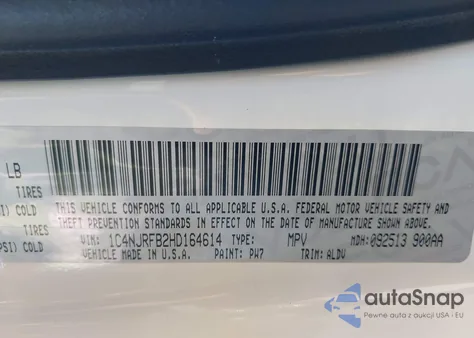 LB
TIRES
COLD
TIRES
SI) COLD
THIS VEHICLE CONFORMS TO ALL APPLICABLE U.S.A. FEDERAL MOTOR VEHICLE SAFETY AND
THEFT PREVENTION STANDARDS IN EFFECT ON THE DATE OF MANUFACTURE SHOWN ABOVE.
VIN: 1C4NJRFB2HD164614 TYPE: MPV MDH: 092513 900AA
VEHICLE MADE IN U.S.A. PAINT: PW7 TRIM: ALDV
autoSnap
Pewne auta z aukcji USA i EU